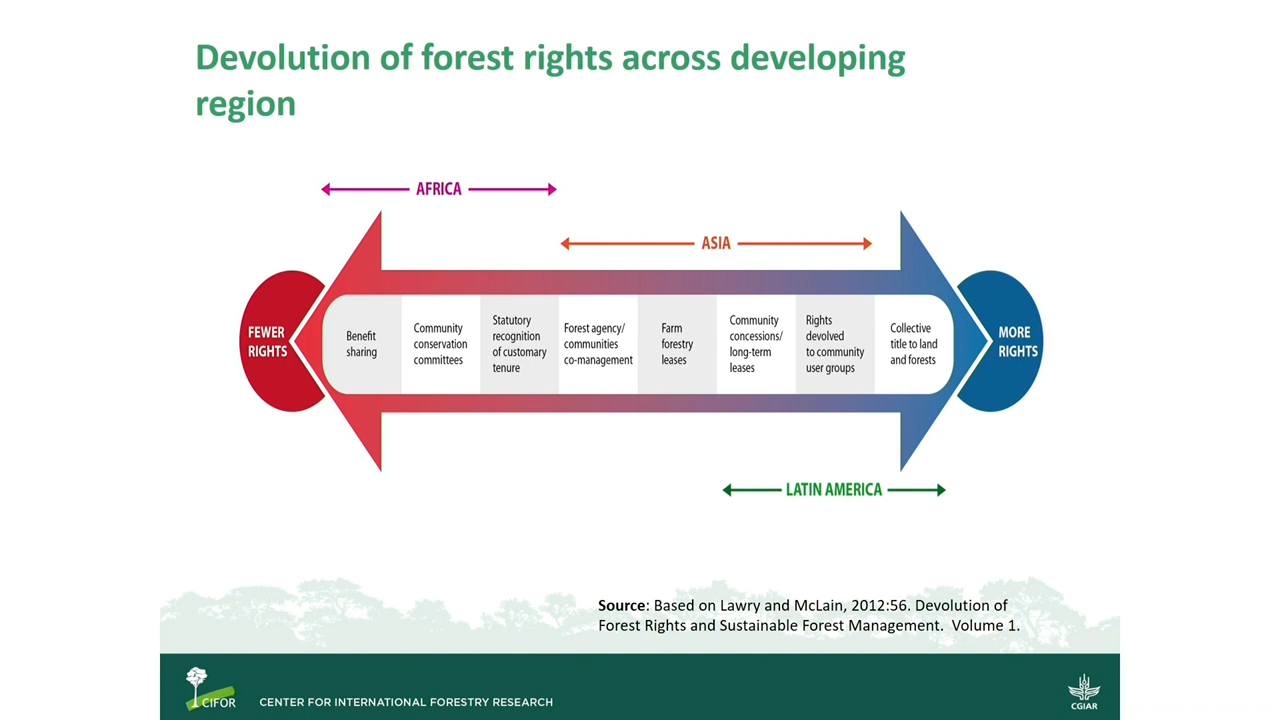 Devolution of forest rights across developing
region
AFRICA
ASIA
FEWER
RIGHTS
Benefit
sharing
Community
conservation
committees
Statutory
recognition
of customary
tenure
Forest agency/
communities
co-management
Farm
forestry
leases
Community
concessions/
long-term
leases
Rights
devolved
to community
user groups
Collective
title to land
and forests
MORE
RIGHTS
LATIN AMERICA
Source: Based on Lawry and McLain, 2012:56. Devolution of
Forest Rights and Sustainable Forest Management. Volume 1.
CIFOR
CENTER FOR INTERNATIONAL FORESTRY RESEARCH
CGIAR